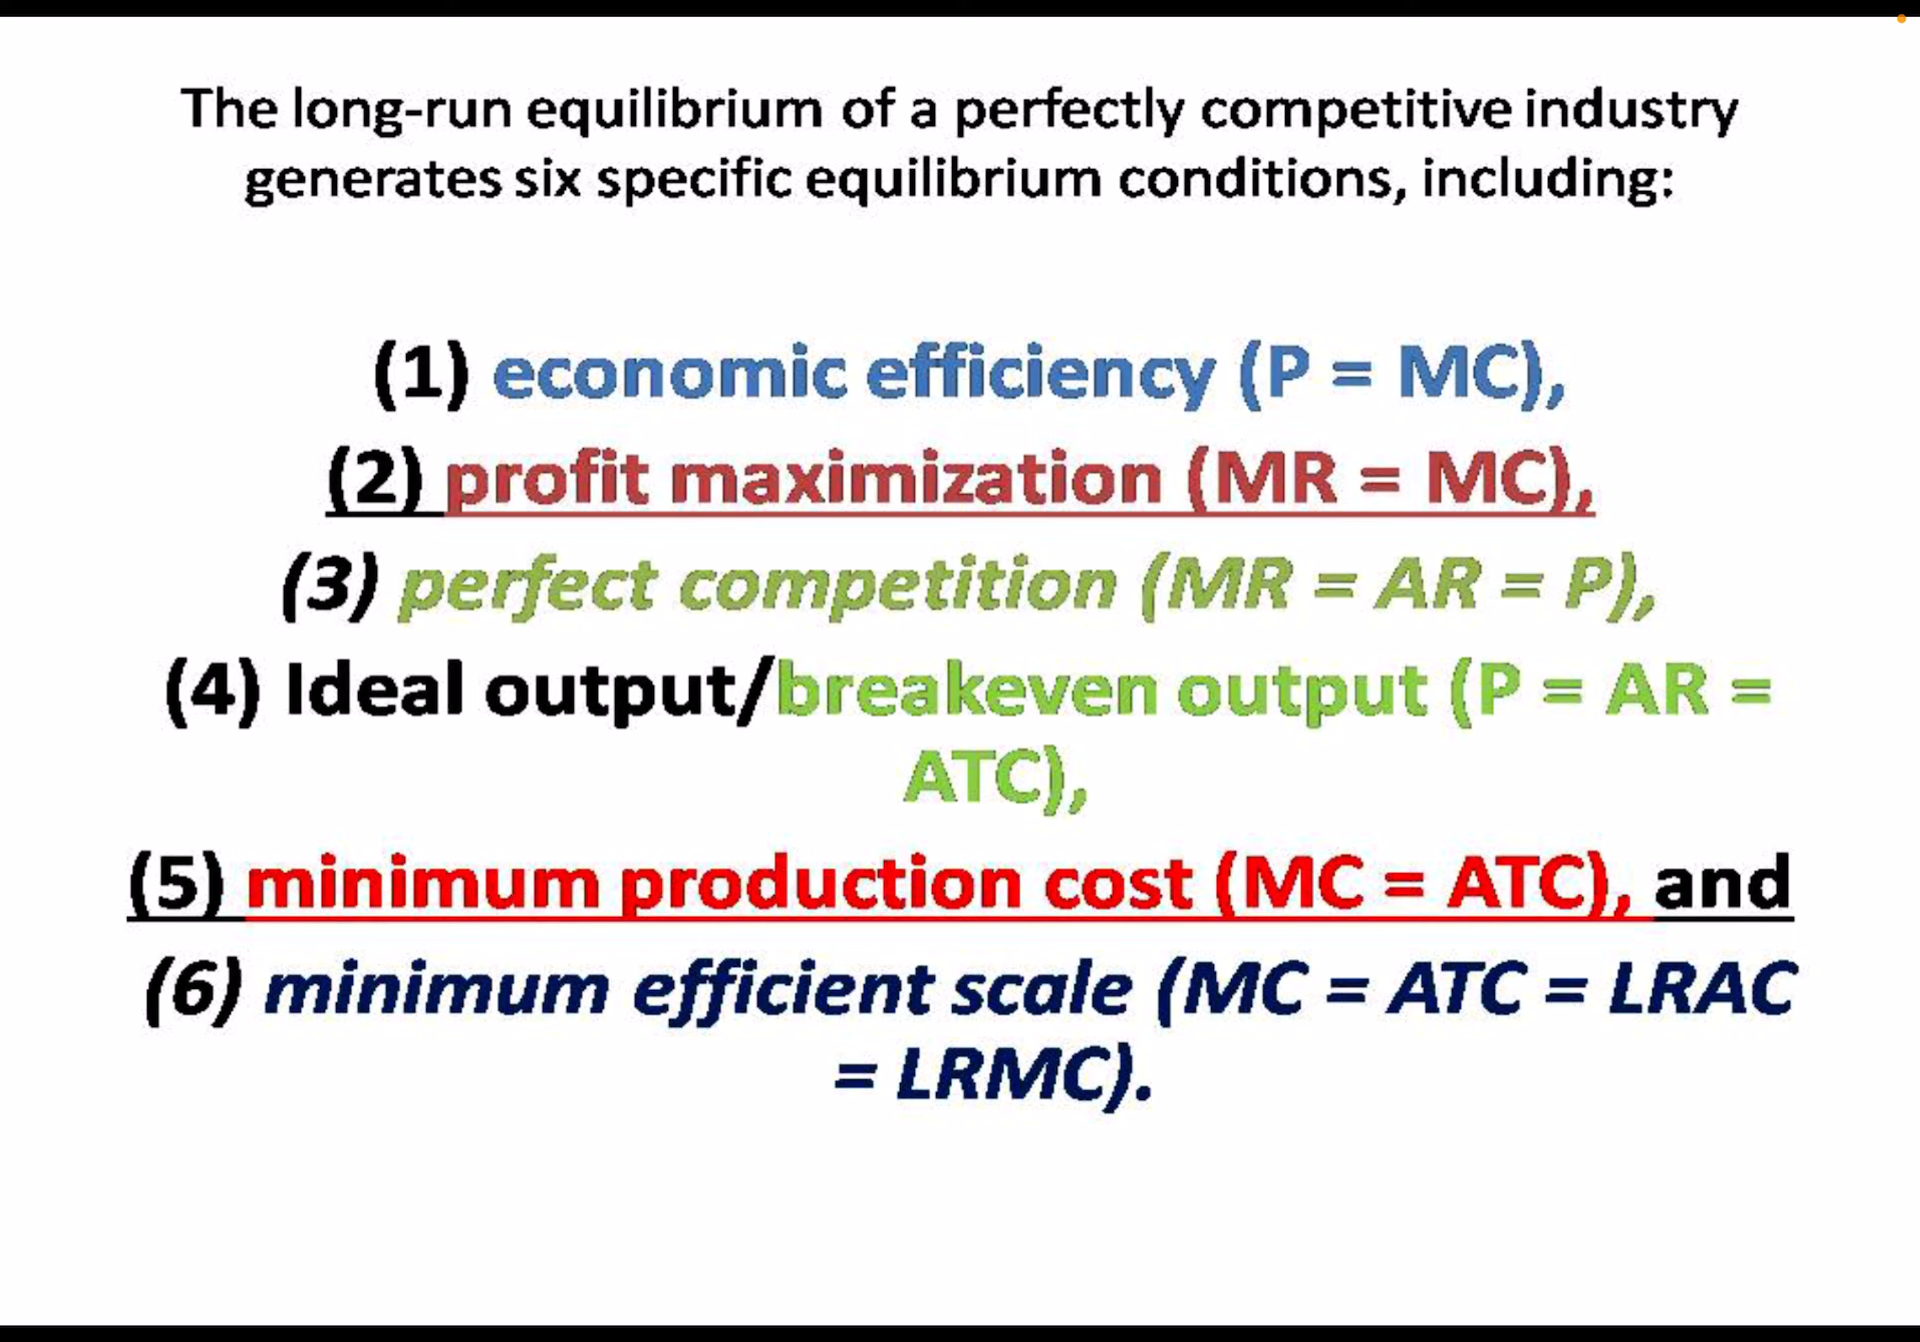 The long-run equilibrium of a perfectly competitive industry
generates six specific equilibrium conditions, including:
(1) economic efficiency (P = MC),
(2) profit maximization (MR = MC),
(3) perfect competition (MR = AR = P),
(4) Ideal output/breakeven output (P = AR =
ATC),
(5) minimum production cost (MC = ATC), and
(6) minimum efficient scale (MC = ATC = LRAC
= LRMC).